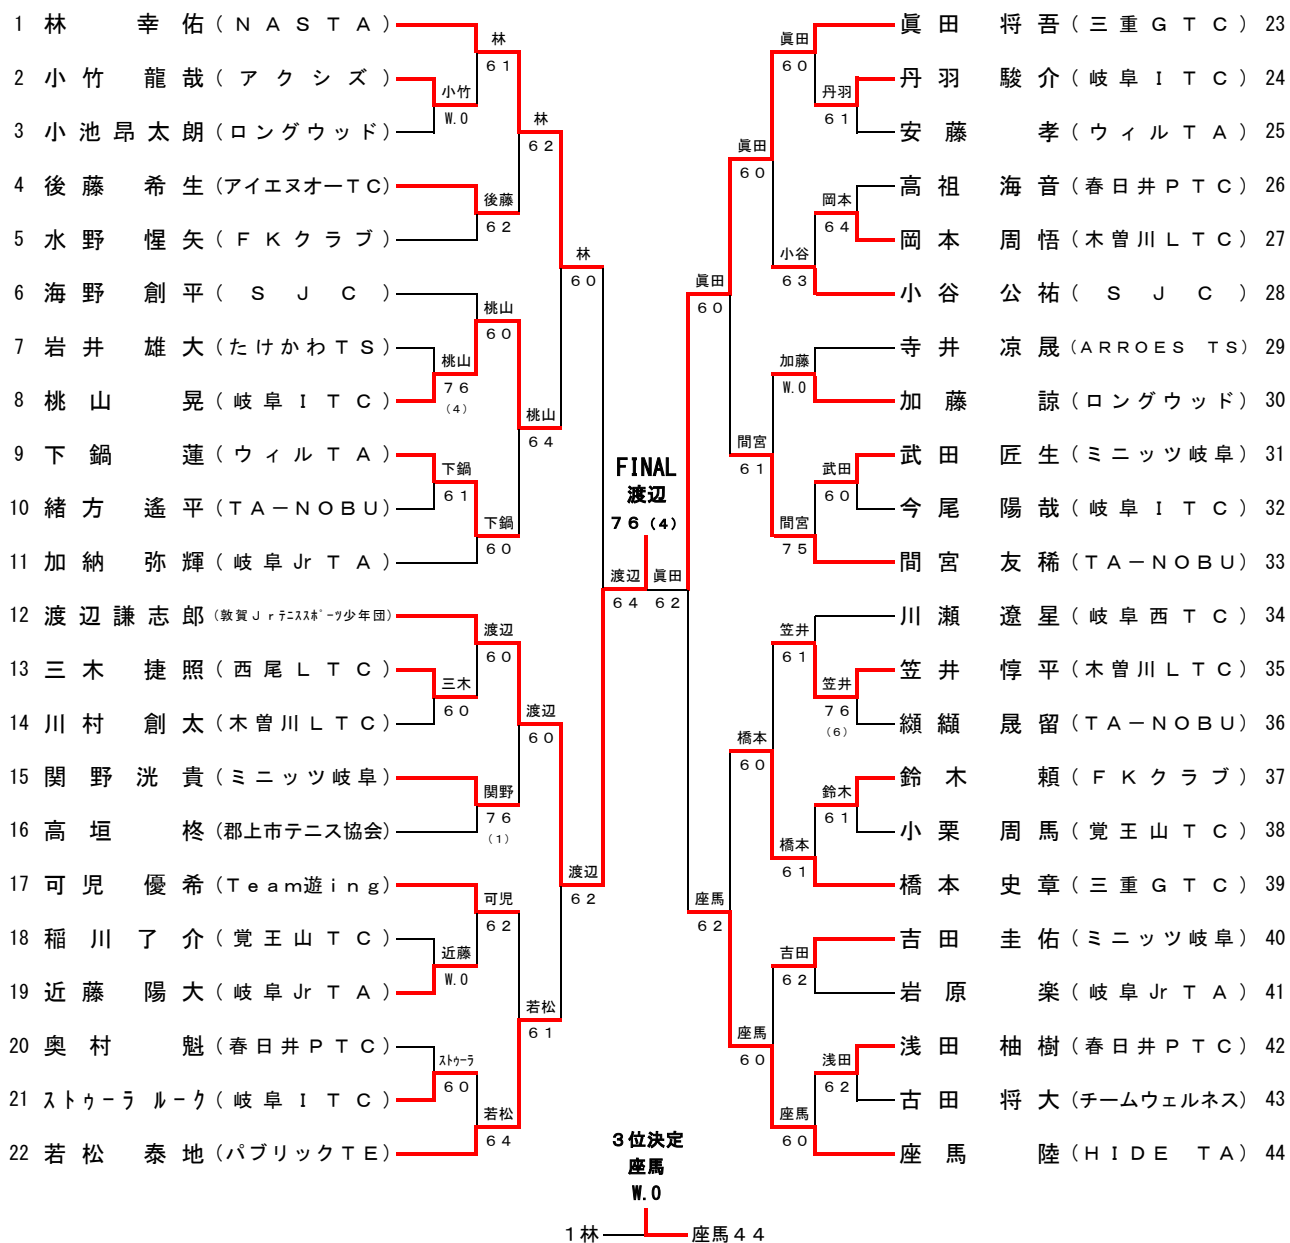 1 林 幸佑 (NASTA)
2 小竹 龍哉 (アクシズ)
3 小池昂太朗 (ロングウッド)
4 後藤 希生 (アイエヌオーTC)
5 水野 惺矢 (FKクラブ)
6 海野 創平 (SJC)
7 岩井 雄大 (たけかわTS)
8 桃山 晃 (岐阜ITC)
9 下鍋 蓮 (ウィルTA)
10 緒方 遙平 (TA-NOBU)
11 加納 弥輝 (岐阜Jr TA)
12 渡辺謙志郎 (敦賀Jrテニススポーツ少年団)
13 三木 捷照 (西尾LTC)
14 川村 創太 (木曽川LTC)
15 関野 洸貴 (ミニッツ岐阜)
16 高垣 柊 (郡上市テニス協会)
17 可児 優希 (Team遊ing)
18 稲川 了介 (覚王山TC)
19 近藤 陽大 (岐阜Jr TA)
20 奥村 魁 (春日井PTC)
21 ストゥーラ ルーク (岐阜ITC)
22 若松 泰地 (パブリックTE)
小竹
W.0
桃山
76
(4)
下鍋
61
三木
60
近藤
W.0
ストゥーラ
60
林
61
後藤
62
桃山
60
下鍋
60
渡辺
60
関野
76
(1)
可児
62
若松
64
林
62
桃山
64
渡辺
60
若松
61
林
60
渡辺
62
渡辺
64
FINAL
渡辺
76(4)
眞田
62
眞田
60
座馬
62
眞田
60
間宮
61
橋本
60
座馬
60
眞田
60
小谷
63
加藤
W.0
間宮
75
笠井
61
橋本
61
吉田
62
座馬
60
丹羽
61
岡本
64
武田
60
笠井
76
(6)
鈴木
61
浅田
62
眞田 将吾 (三重GTC) 23
丹羽 駿介 (岐阜ITC) 24
安藤 孝 (ウィルTA) 25
高祖 海音 (春日井PTC) 26
岡本 周悟 (木曽川LTC) 27
小谷 公祐 (SJC) 28
寺井 凉晟 (ARROES TS) 29
加藤 諒 (ロングウッド) 30
武田 匠生 (ミニッツ岐阜) 31
今尾 陽哉 (岐阜ITC) 32
間宮 友稀 (TA-NOBU) 33
川瀬 遼星 (岐阜西TC) 34
笠井 惇平 (木曽川LTC) 35
纐纈 晟留 (TA-NOBU) 36
鈴木 頼 (FKクラブ) 37
小栗 周馬 (覚王山TC) 38
橋本 史章 (三重GTC) 39
吉田 圭佑 (ミニッツ岐阜) 40
岩原 楽 (岐阜Jr TA) 41
浅田 柚樹 (春日井PTC) 42
古田 将大 (チームウェルネス) 43
座馬 陸 (HIDE TA) 44
3位決定
座馬
W.0
1林 座馬44